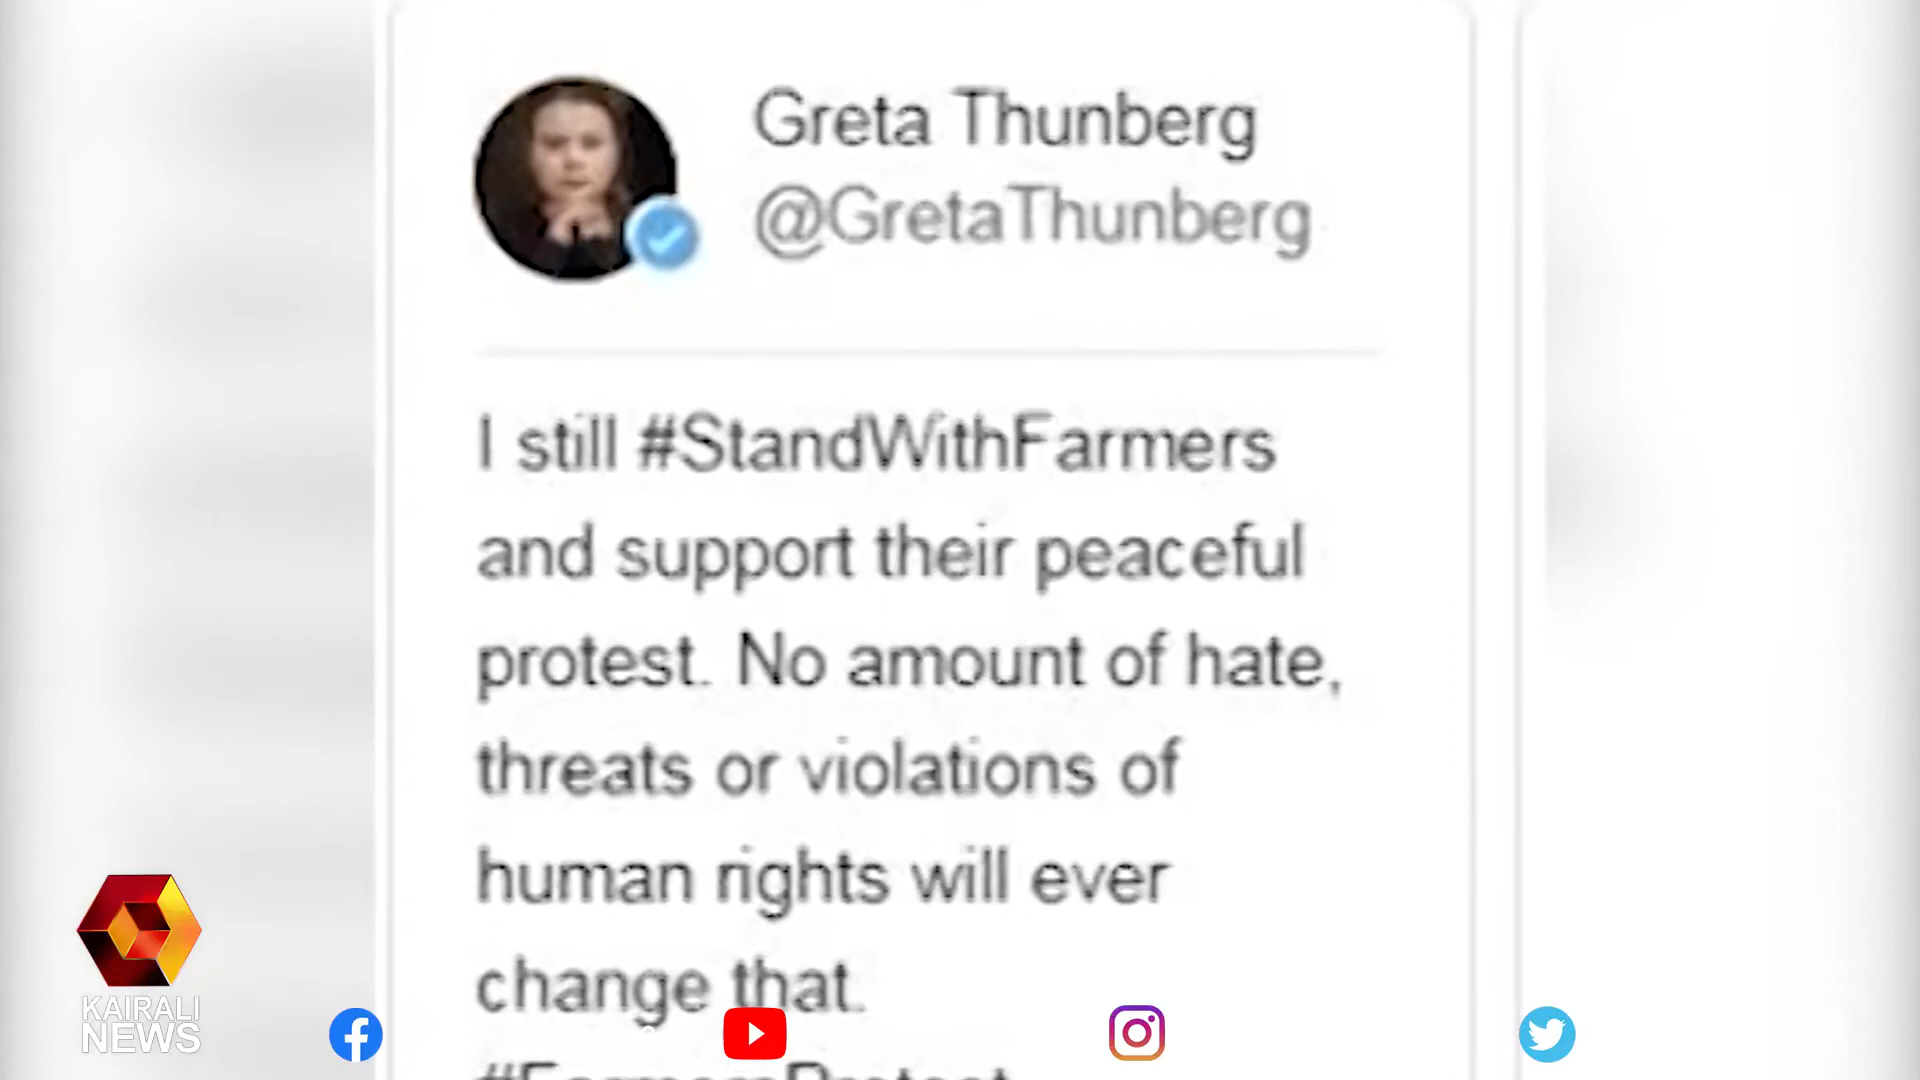 Greta Thunberg
@GretaThunberg
I still #StandWithFarmers
and support their peaceful
protest. No amount of hate,
threats or violations of
human rights will ever
change that.
#FarmersProtest
KAIRALI
NEWS